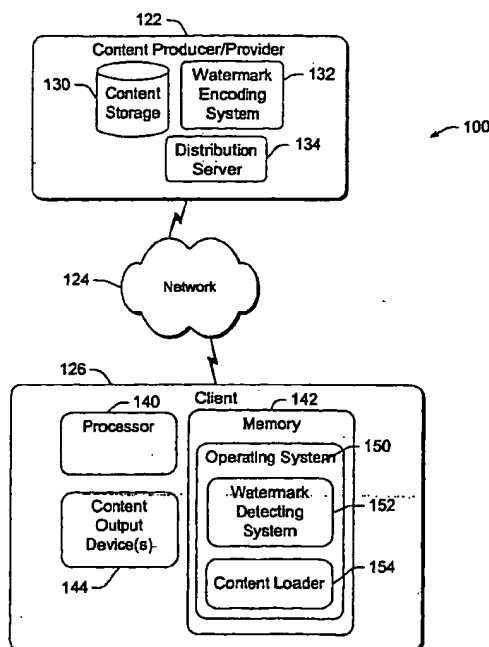 122
Content Producer/Provider
130
Content
Storage
Watermark
Encoding
System
132
Distribution
Server
134
100
124
Network
126
Client
140
Processor
142
Memory
Operating System
150
Watermark
Detecting
System
152
Content
Output
Device(s)
144
Content Loader
154